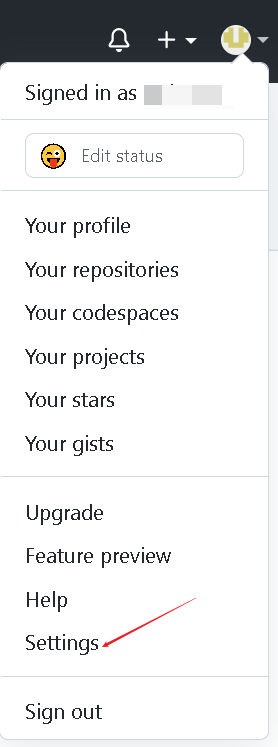 Signed in as
Edit status
Your profile
Your repositories
Your codespaces
Your projects
Your stars
Your gists
Upgrade
Feature preview
Help
Settings
Sign out